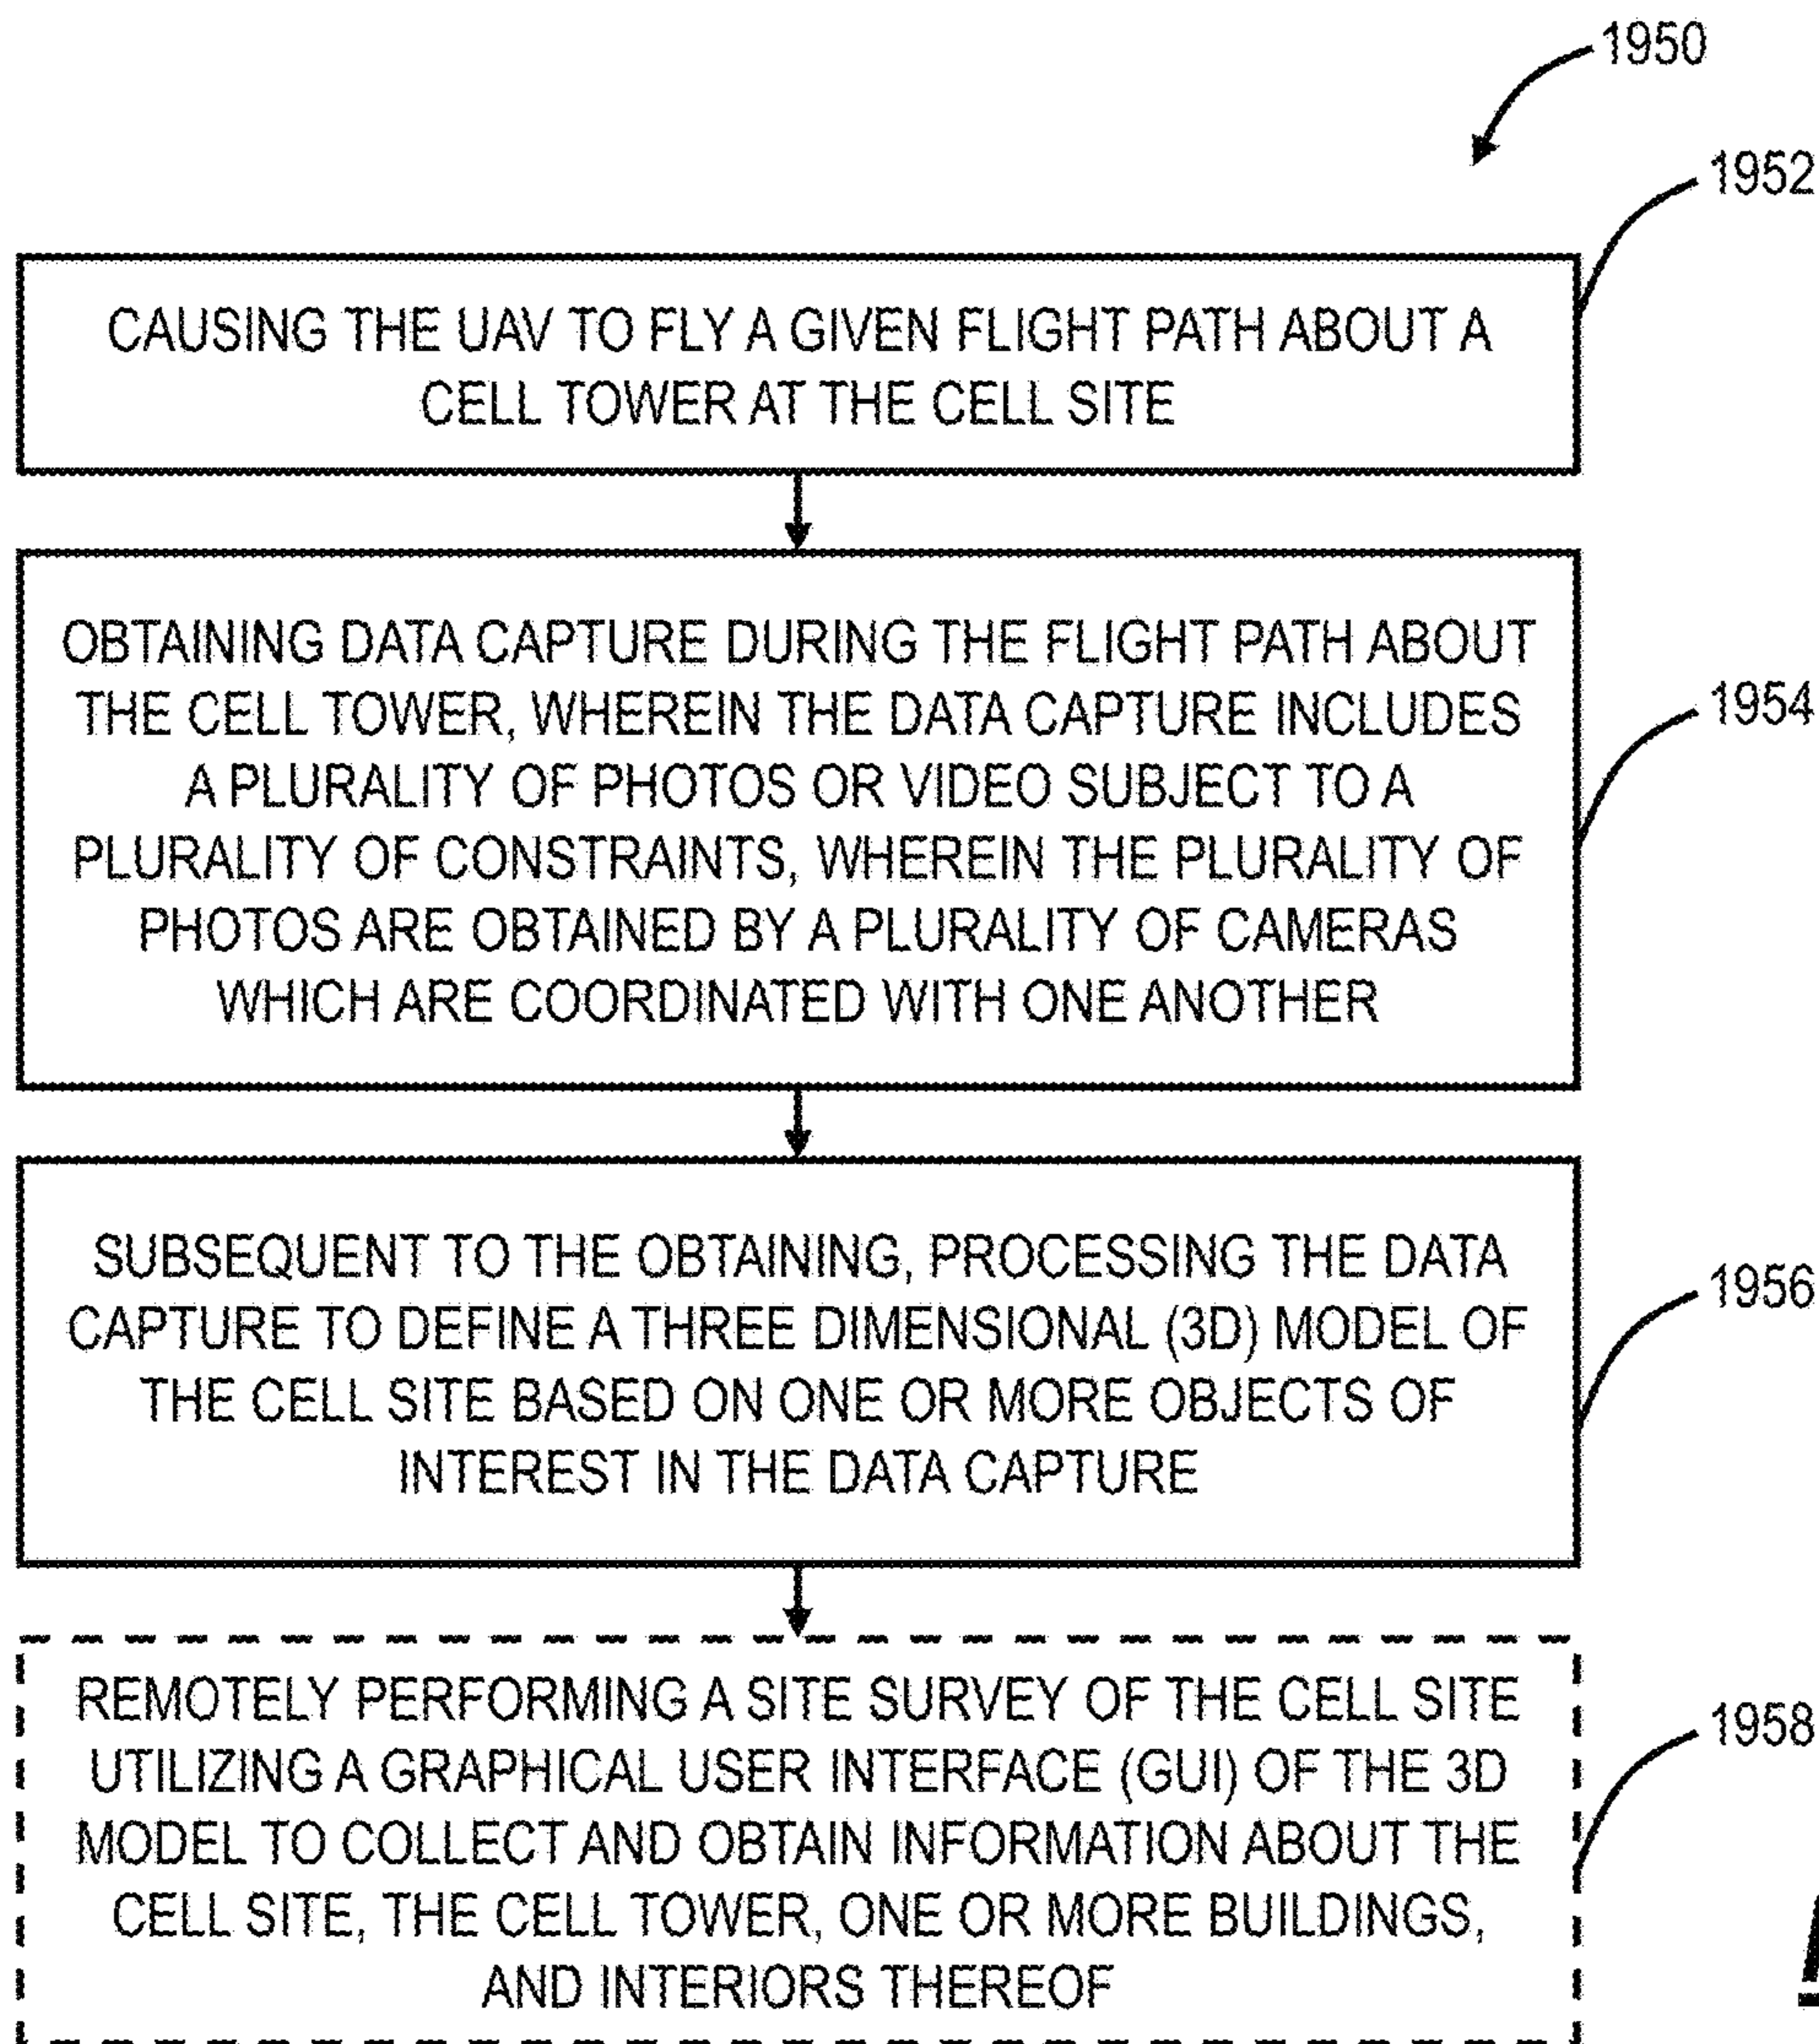 1950
1952
CAUSING THE UAV TO FLY A GIVEN FLIGHT PATH ABOUT A
CELL TOWER AT THE CELL SITE
OBTAINING DATA CAPTURE DURING THE FLIGHT PATH ABOUT
THE CELL TOWER, WHEREIN THE DATA CAPTURE INCLUDES
A PLURALITY OF PHOTOS OR VIDEO SUBJECT TO A
PLURALITY OF CONSTRAINTS, WHEREIN THE PLURALITY OF
PHOTOS ARE OBTAINED BY A PLURALITY OF CAMERAS
WHICH ARE COORDINATED WITH ONE ANOTHER
1954
SUBSEQUENT TO THE OBTAINING, PROCESSING THE DATA
CAPTURE TO DEFINE A THREE DIMENSIONAL (3D) MODEL OF
THE CELL SITE BASED ON ONE OR MORE OBJECTS OF
INTEREST IN THE DATA CAPTURE
1956
REMOTELY PERFORMING A SITE SURVEY OF THE CELL SITE
UTILIZING A GRAPHICAL USER INTERFACE (GUI) OF THE 3D
MODEL TO COLLECT AND OBTAIN INFORMATION ABOUT THE
CELL SITE, THE CELL TOWER, ONE OR MORE BUILDINGS,
AND INTERIORS THEREOF
1958